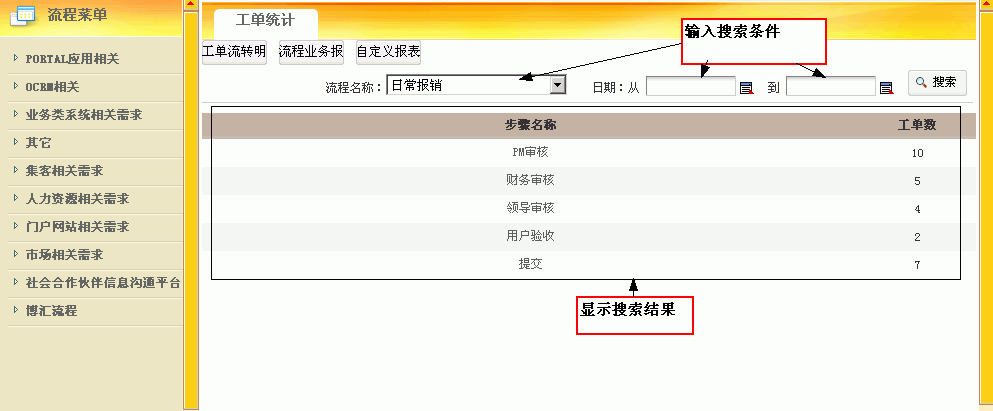 流程菜单
PORTAL应用相关
OCRM相关
业务类系统相关需求
其它
集客相关需求
人力资源相关需求
门户网站相关需求
市场相关需求
社会合作伙伴信息沟通平台
博汇流程
工单统计
输入搜索条件
工单流转明 流程业务报 自定义报表
流程名称： 日常报销 日期：从 到 搜索
步骤名称 工单数
PM审核 10
财务审核 5
领导审核 4
用户验收 2
提交 7
显示搜索结果